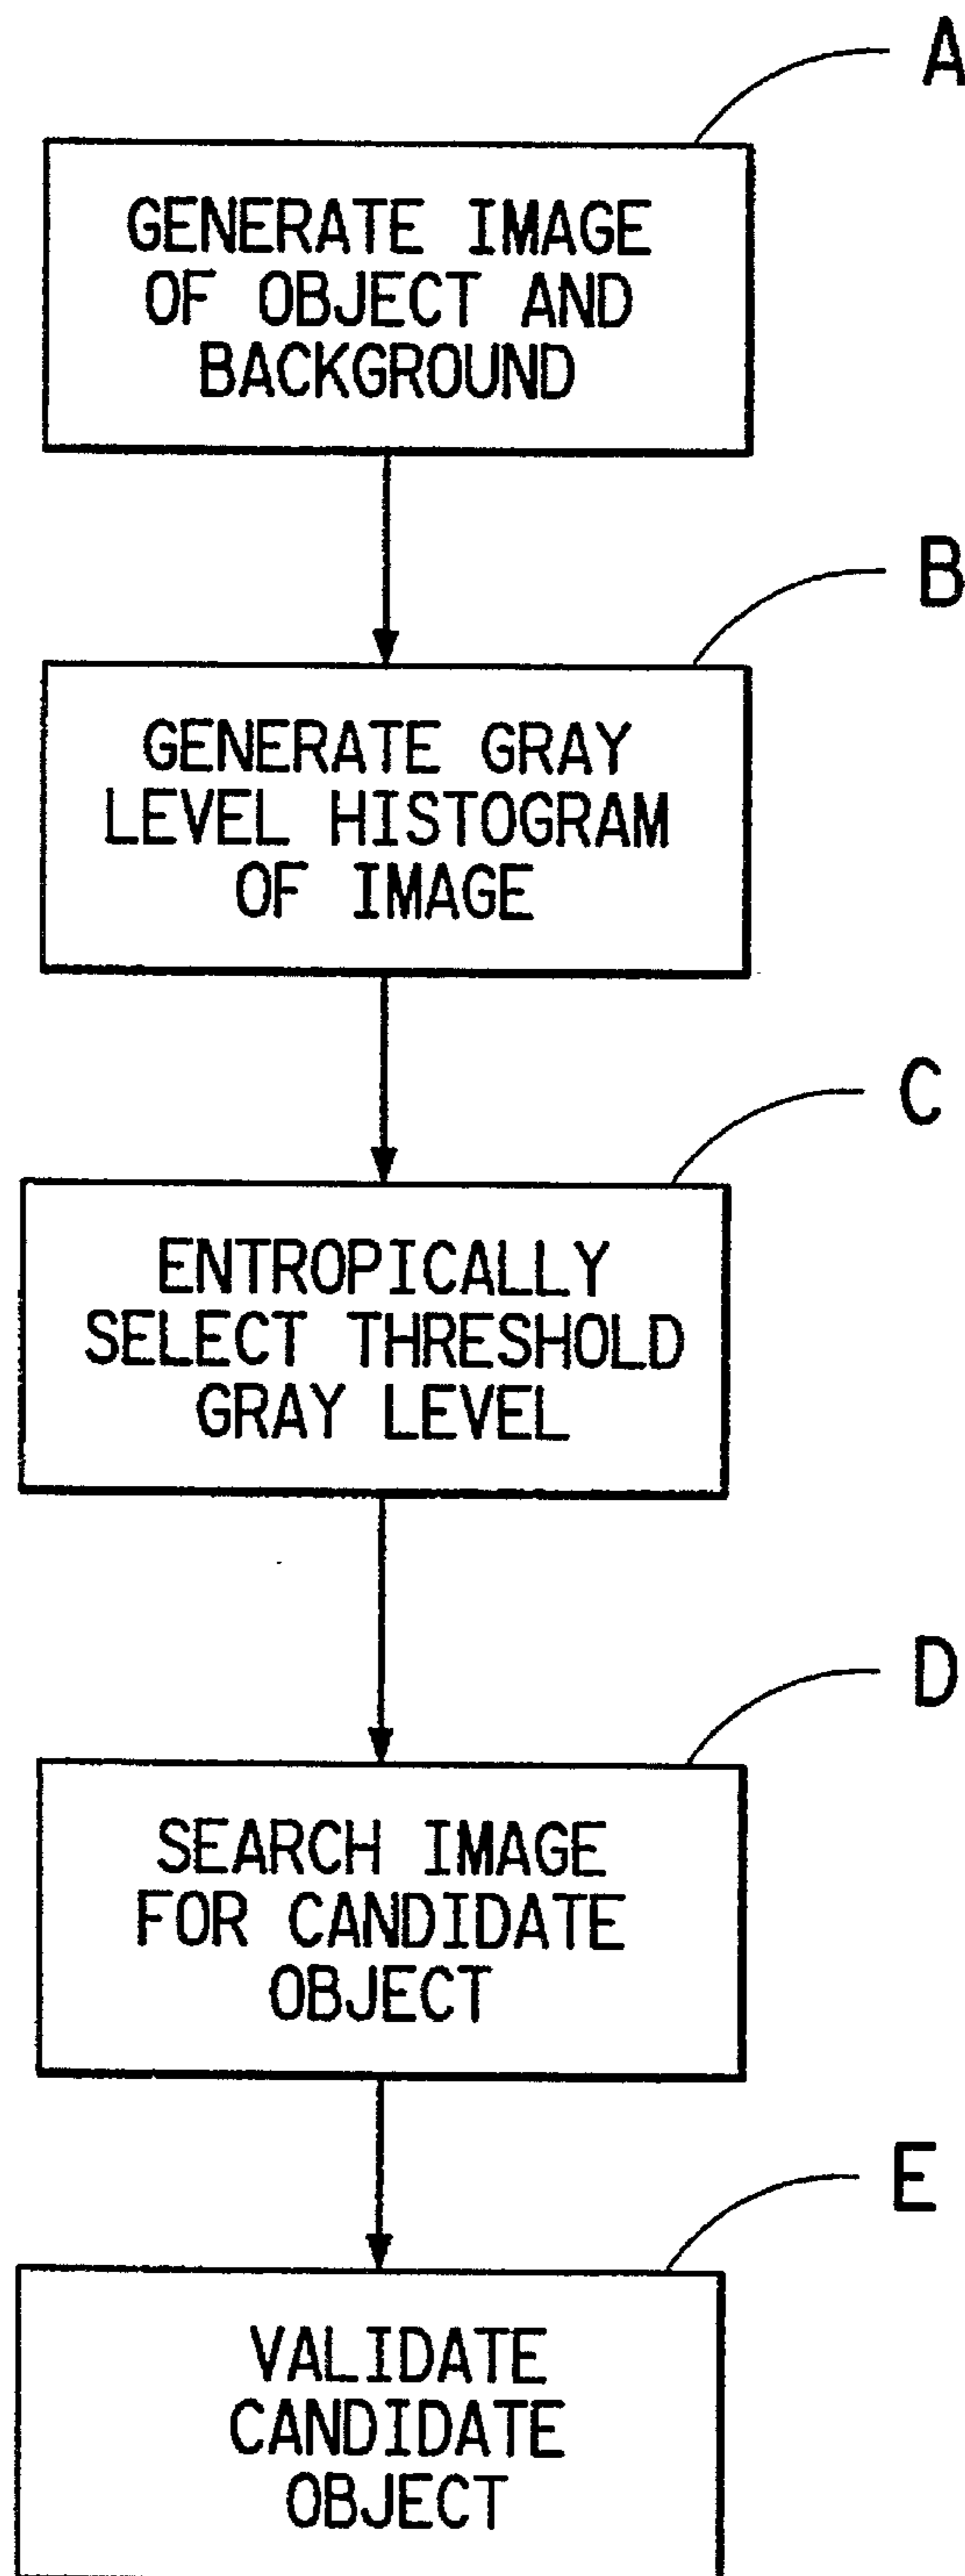 A
GENERATE IMAGE
OF OBJECT AND
BACKGROUND
B
GENERATE GRAY
LEVEL HISTOGRAM
OF IMAGE
C
ENTROPICALLY
SELECT THRESHOLD
GRAY LEVEL
D
SEARCH IMAGE
FOR CANDIDATE
OBJECT
E
VALIDATE
CANDIDATE
OBJECT